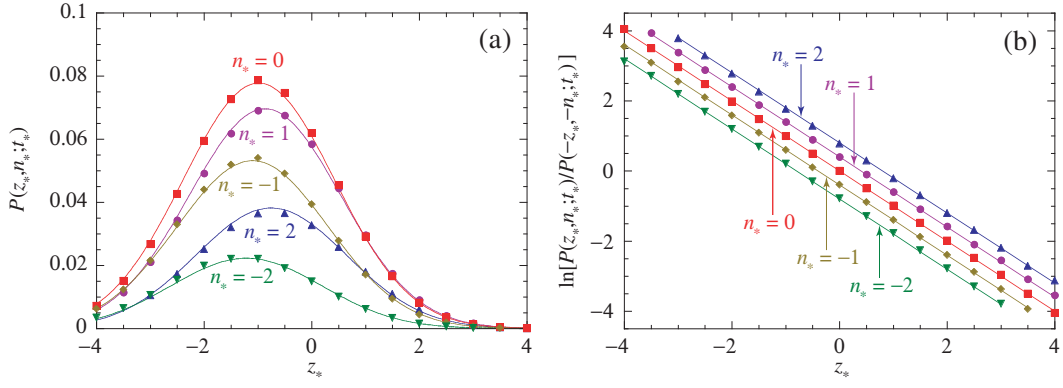 (a)
P(z*,n*;t*)
0.1
0.08
0.06
0.04
0.02
0
n* = 0
n* = 1
n* = −1
n* = 2
n* = −2
−4
−2
0
2
4
z*
(b)
ln[P(z*,n*;t*)/P(−z*,−n*;t*)]
4
2
0
−2
−4
n* = 2
n* = 1
n* = 0
n* = −1
n* = −2
−4
−2
0
2
4
z*